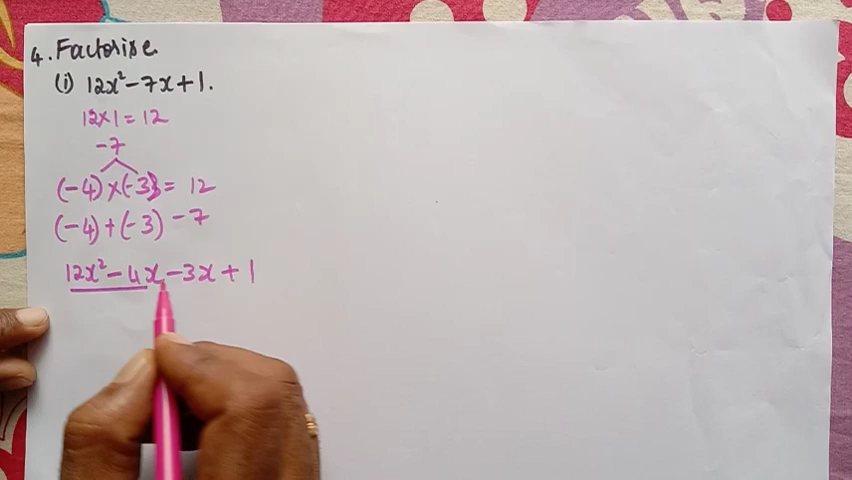 4. Factorise
(i) 12x² - 7x + 1.
12 × 1 = 12
-7
(-4) × (-3) = 12
(-4) + (-3) -7
12x² - 4x - 3x + 1